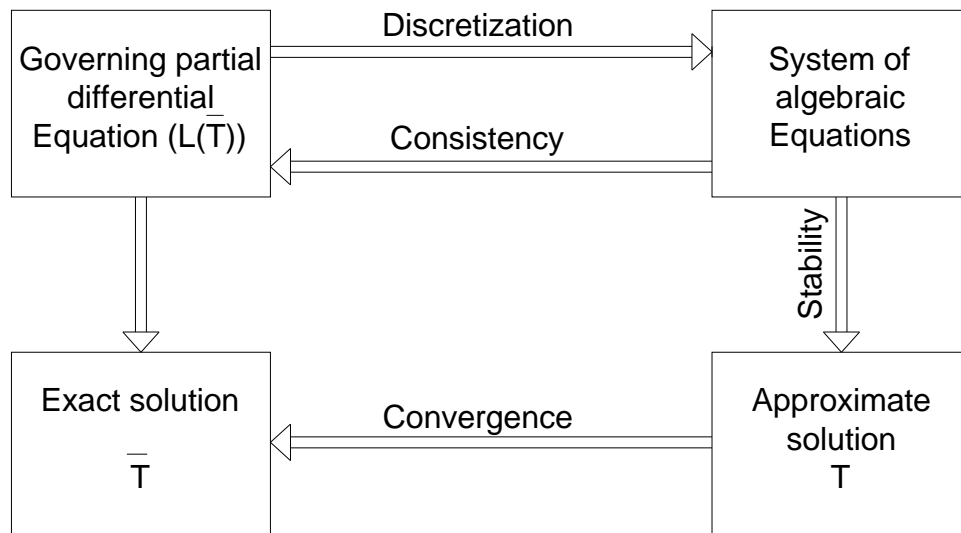 Governing partial
differential
Equation (L(T̅))
Discretization
System of
algebraic
Equations
Consistency
Stability
Exact solution
T̅
Convergence
Approximate
solution
T